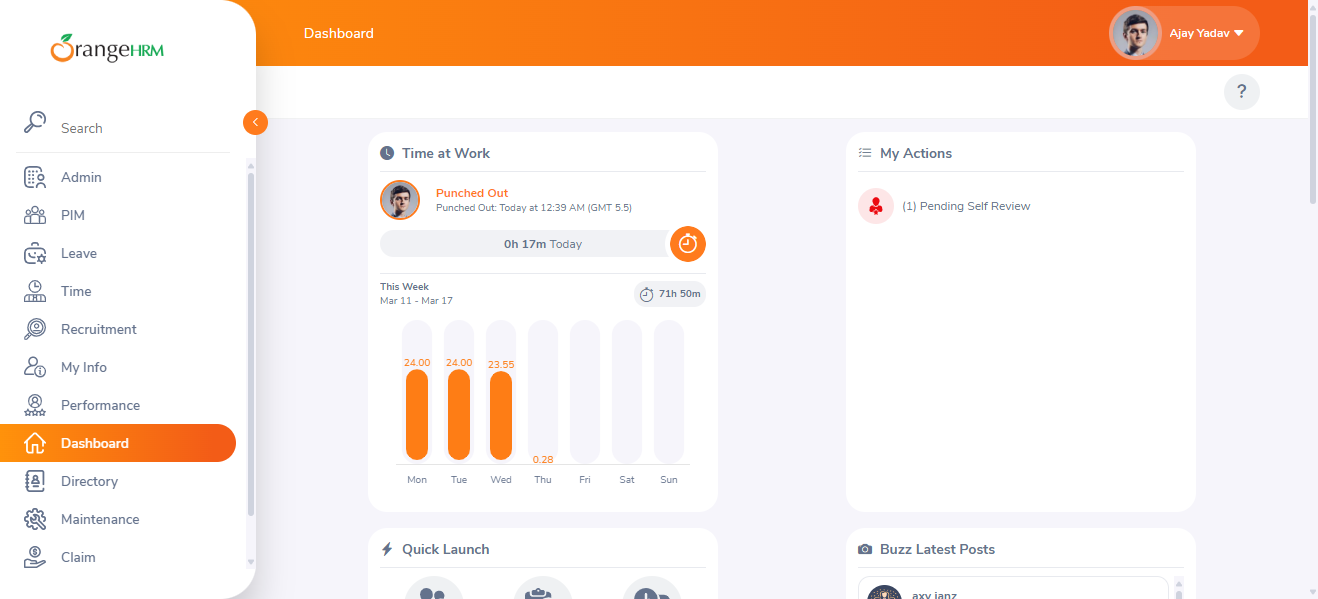 OrangeHRM
Dashboard
Ajay Yadav
?
Search
Admin
PIM
Leave
Time
Recruitment
My Info
Performance
Dashboard
Directory
Maintenance
Claim
Time at Work
Punched Out
Punched Out: Today at 12:39 AM (GMT 5.5)
0h 17m Today
This Week
Mar 11 - Mar 17
71h 50m
24.00 24.00 23.55
0.28
Mon Tue Wed Thu Fri Sat Sun
My Actions
(1) Pending Self Review
Quick Launch
Buzz Latest Posts
axy janz